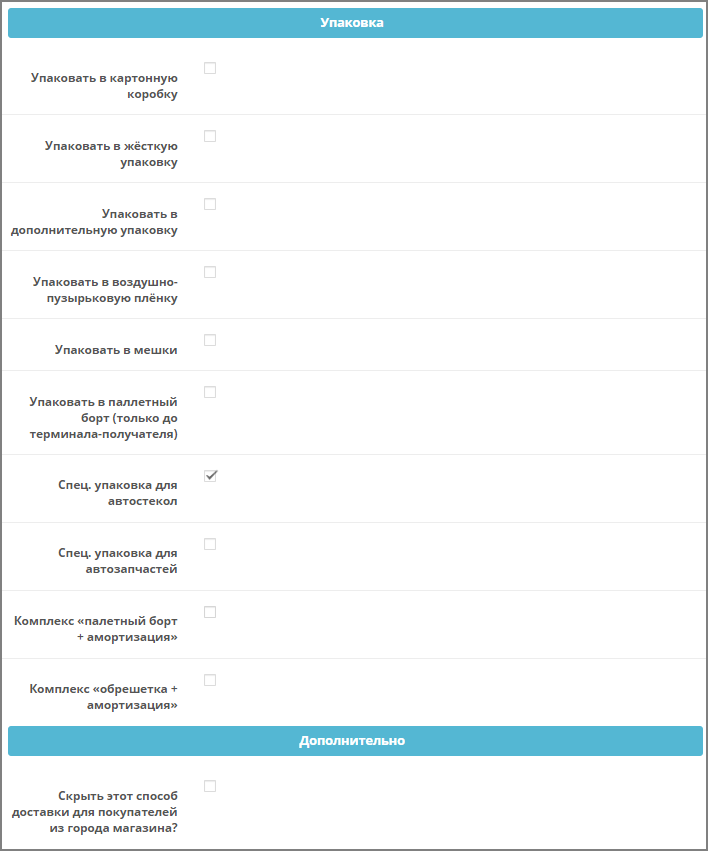 Упаковка
Упаковать в картонную
коробку
Упаковать в жёсткую
упаковку
Упаковать в
дополнительную упаковку
Упаковать в воздушно-
пузырьковую плёнку
Упаковать в мешки
Упаковать в паллетный
борт (только до
терминала-получателя)
Спец. упаковка для
автостекол
Спец. упаковка для
автозапчастей
Комплекс «палетный борт
+ амортизация»
Комплекс «обрешетка +
амортизация»
Дополнительно
Скрыть этот способ
доставки для покупателей
из города магазина?